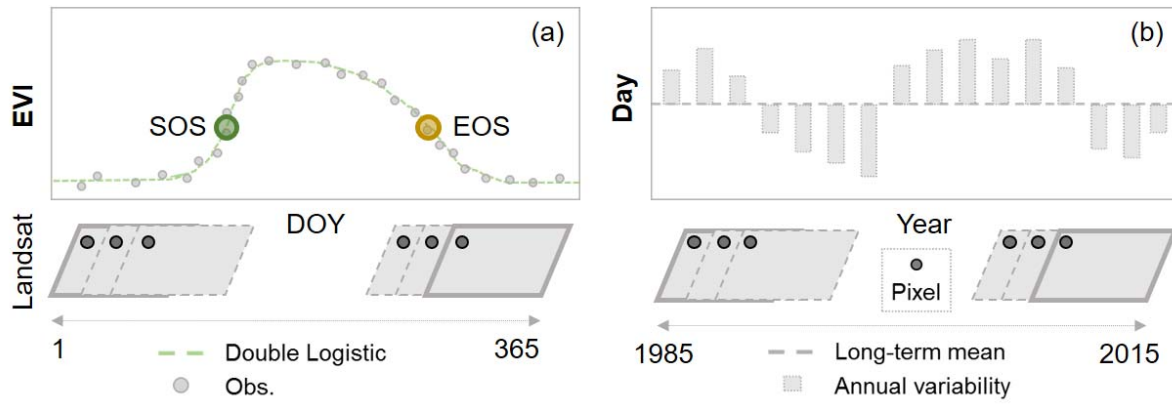 (a)
EVI
SOS
EOS
DOY
Landsat
1
365
Double Logistic
Obs.
(b)
Day
Year
Landsat
Pixel
1985
2015
Long-term mean
Annual variability